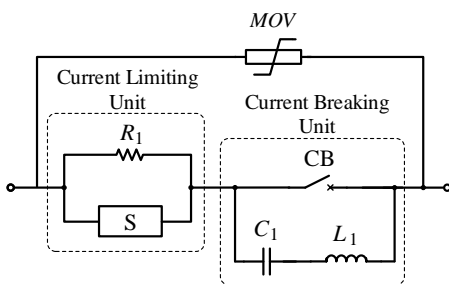 MOV
Current Limiting
Unit
Current Breaking
Unit
R1
CB
S
C1
L1